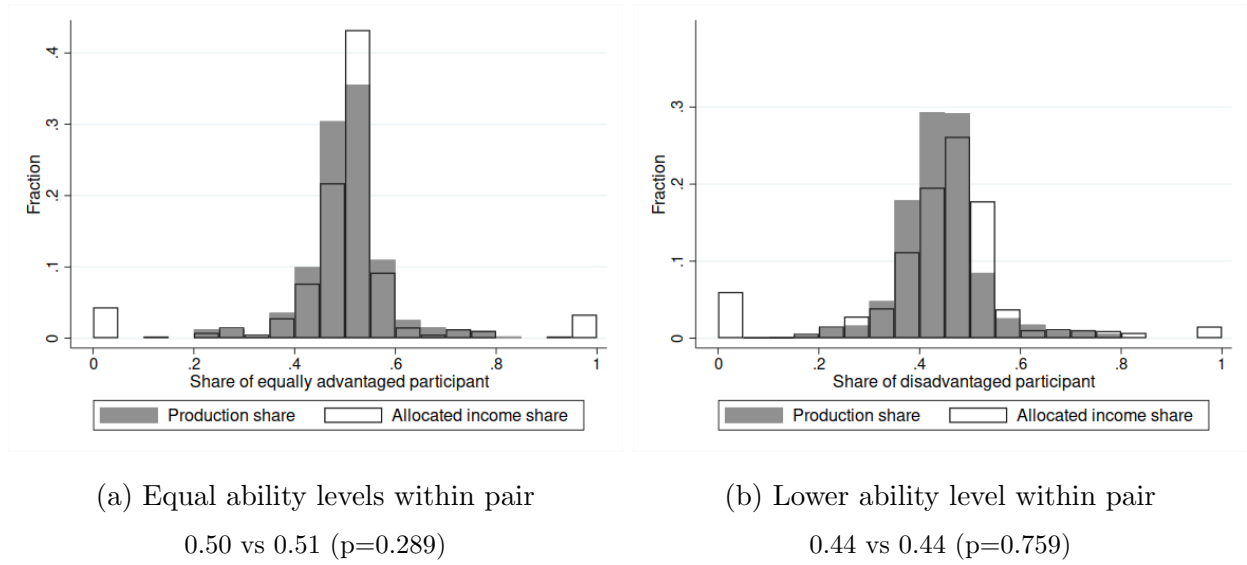 .4
.3
.2
.1
0
Fraction
0 .2 .4 .6 .8 1
Share of equally advantaged participant
Production share Allocated income share
.3
.2
.1
0
Fraction
0 .2 .4 .6 .8 1
Share of disadvantaged participant
Production share Allocated income share
(a) Equal ability levels within pair
0.50 vs 0.51 (p=0.289)
(b) Lower ability level within pair
0.44 vs 0.44 (p=0.759)